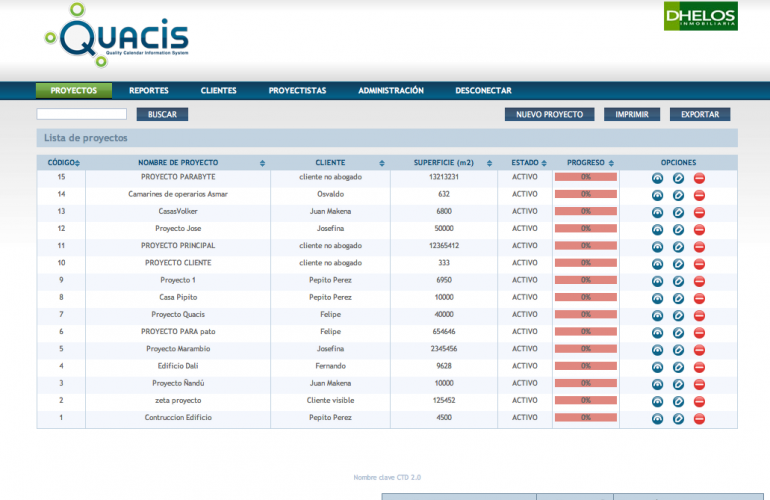 QUACIS
Quality Calendar Information System
DHELOS
INMOBILIARIA
PROYECTOS REPORTES CLIENTES PROYECTISTAS ADMINISTRACIÓN DESCONECTAR
BUSCAR NUEVO PROYECTO IMPRIMIR EXPORTAR
Lista de proyectos
CÓDIGO NOMBRE DE PROYECTO CLIENTE SUPERFICIE (m2) ESTADO PROGRESO OPCIONES
15 PROYECTO PARABYTE cliente no abogado 13213231 ACTIVO 0%
14 Camarines de operarios Asmar Osvaldo 632 ACTIVO 0%
13 CasasVolker Juan Makena 6800 ACTIVO 0%
12 Proyecto Jose Josefina 50000 ACTIVO 0%
11 PROYECTO PRINCIPAL cliente no abogado 12365412 ACTIVO 0%
10 PROYECTO CLIENTE cliente no abogado 333 ACTIVO 0%
9 Proyecto 1 Pepito Perez 6950 ACTIVO 0%
8 Casa Pipito Pepito Perez 10000 ACTIVO 0%
7 Proyecto Quacis Felipe 40000 ACTIVO 0%
6 PROYECTO PARA pato Felipe 654646 ACTIVO 0%
5 Proyecto Marambio Josefina 2345456 ACTIVO 0%
4 Edificio Dalí Fernando 9628 ACTIVO 0%
3 Proyecto Ñandú Juan Makena 10000 ACTIVO 0%
2 zeta proyecto Cliente visible 125452 ACTIVO 0%
1 Contruccion Edificio Pepito Perez 4500 ACTIVO 0%
Nombre clave CTD 2.0